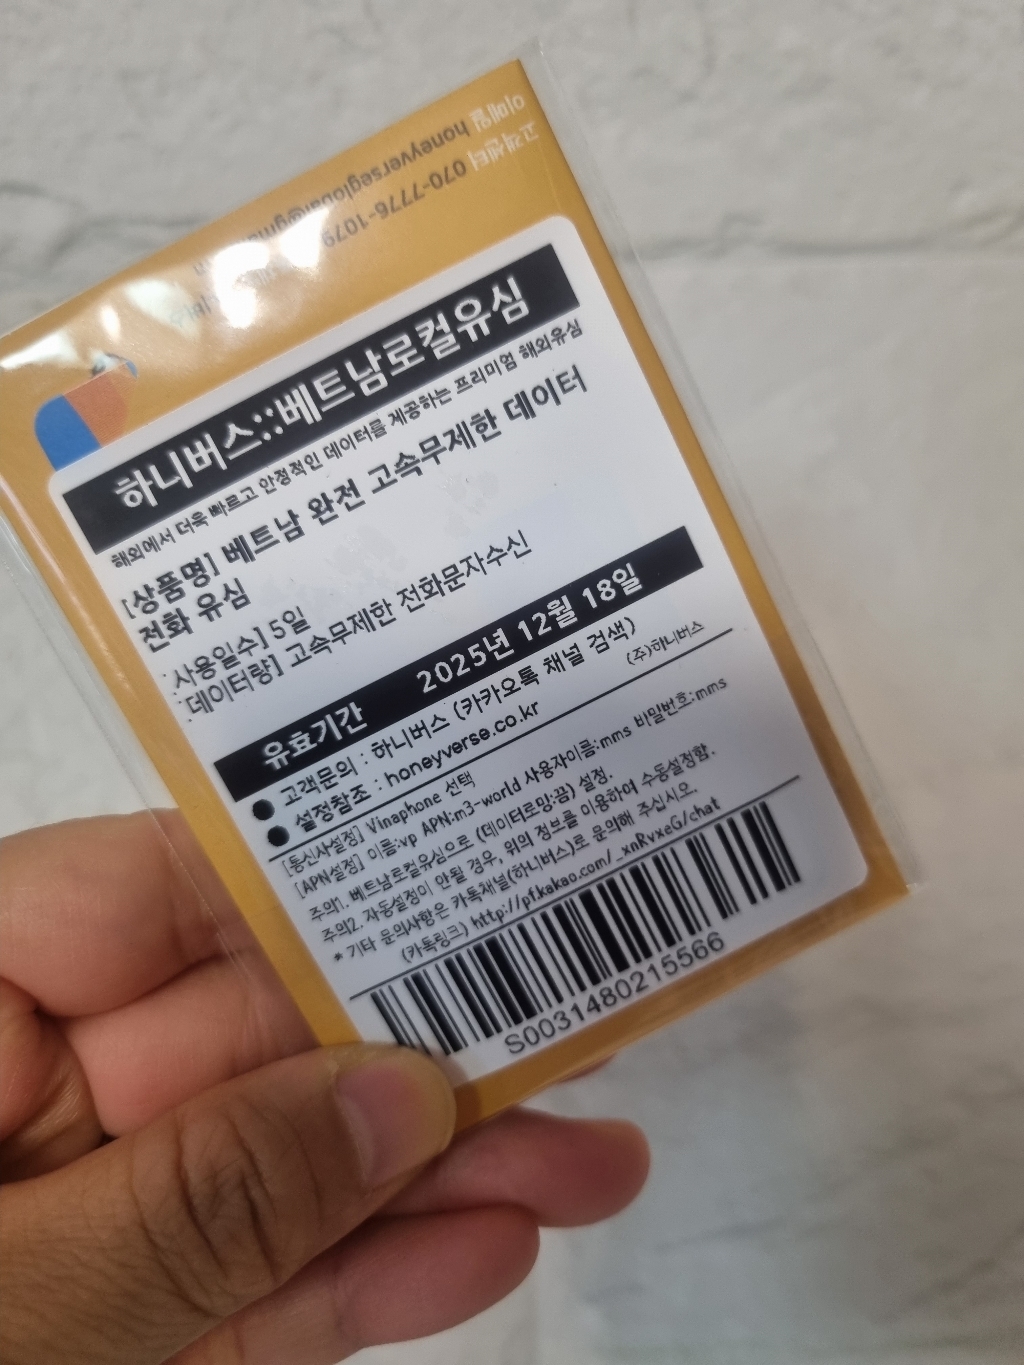 이메일 honeyverseglobal@gma
고객센터 070-7776-1079
하니버스::베트남로컬유심
해외에서 더욱 빠르고 안정적인 데이터를 제공하는 프리미엄 해외유심
[상품명] 베트남 완전 고속무제한 데이터
전화 유심
[사용일수] 5일
[데이터량] 고속무제한 전화문자수신
유효기간 2025년 12월 18일
● 고객문의 : 하니버스 (카카오톡 채널 검색)
● 설정참조 : honeyverse.co.kr (주)하니버스
[통신사설정] Vinaphone 선택
[APN설정] 이름:vp APN:m3-world 사용자이름:mms 비밀번호:mms
주의1. 베트남로컬유심으로 (데이터로밍:끔) 설정.
주의2. 자동설정이 안될 경우, 위의 정보를 이용하여 수동설정함.
* 기타 문의사항은 카톡채널(하니버스)로 문의해 주십시오.
(카톡링크) http://pf.kakao.com/_xnRvxeG/chat
S0031480215566